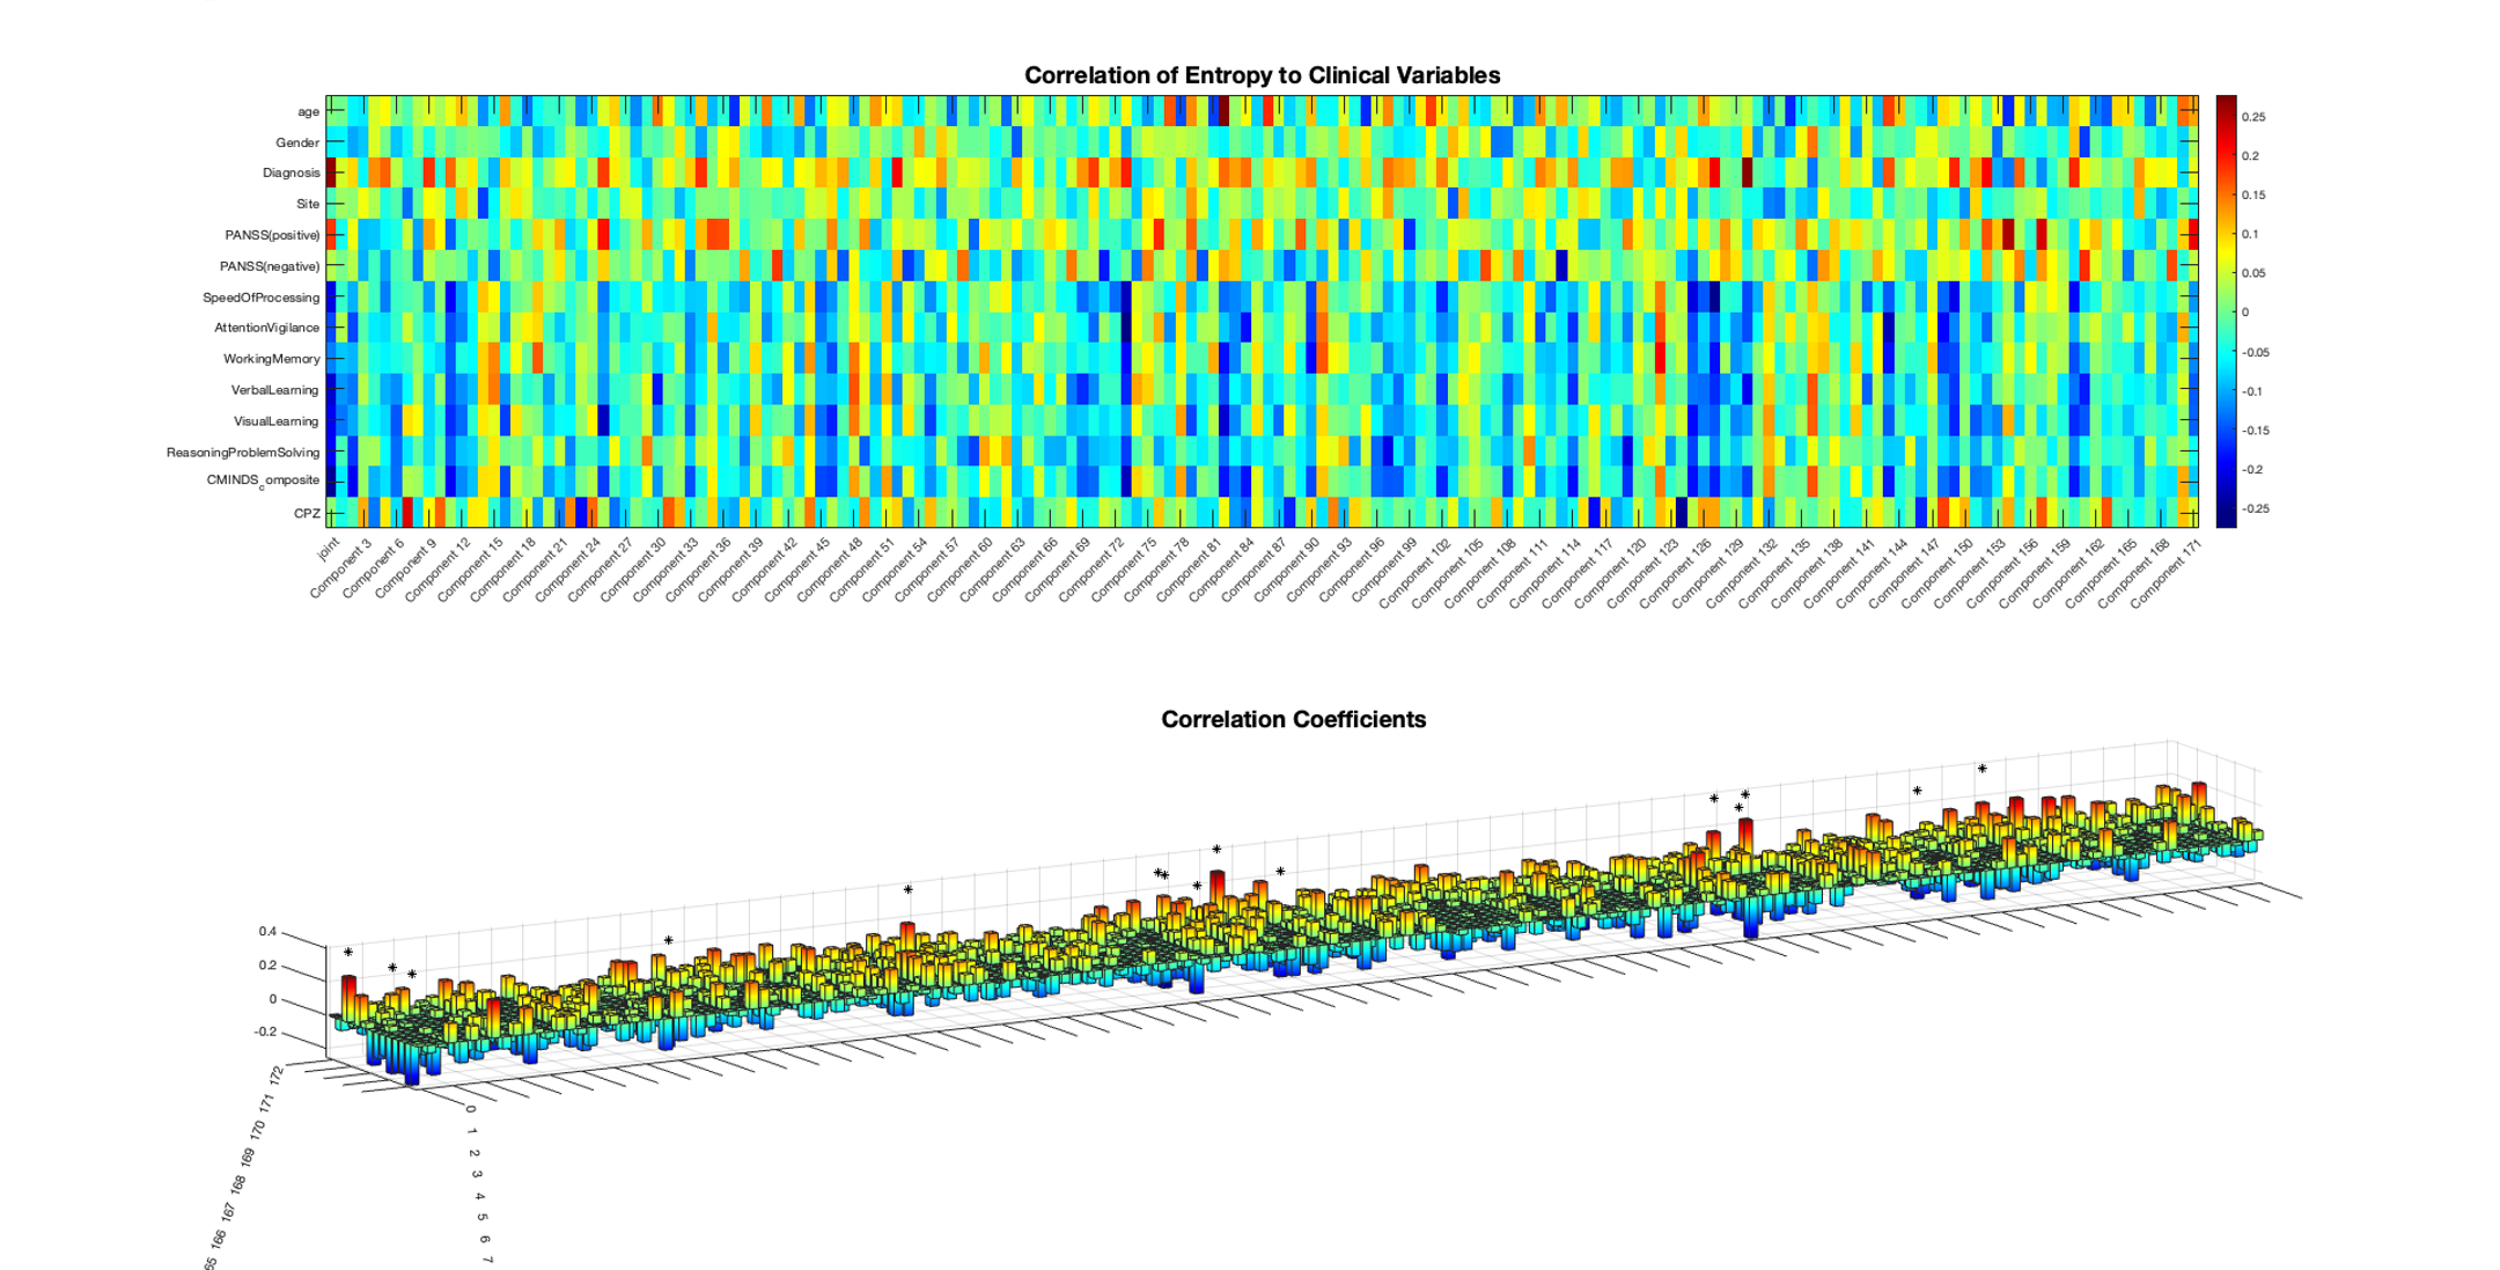 Correlation of Entropy to Clinical Variables
age
Gender
Diagnosis
Site
PANSS(positive)
PANSS(negative)
SpeedOfProcessing
AttentionVigilance
WorkingMemory
VerbalLearning
VisualLearning
ReasoningProblemSolving
CMINDScomposite
CPZ
0.25
0.2
0.15
0.1
0.05
0
-0.05
-0.1
-0.15
-0.2
-0.25
joint
Component 3
Component 6
Component 9
Component 12
Component 15
Component 18
Component 21
Component 24
Component 27
Component 30
Component 33
Component 36
Component 39
Component 42
Component 45
Component 48
Component 51
Component 54
Component 57
Component 60
Component 63
Component 66
Component 69
Component 72
Component 75
Component 78
Component 81
Component 84
Component 87
Component 90
Component 93
Component 96
Component 99
Component 102
Component 105
Component 108
Component 111
Component 114
Component 117
Component 120
Component 123
Component 126
Component 129
Component 132
Component 135
Component 138
Component 141
Component 144
Component 147
Component 150
Component 153
Component 156
Component 159
Component 162
Component 165
Component 168
Component 171
Correlation Coefficients
0.4
0.2
0
-0.2
172
171
170
169
168
167
166
0
1
2
3
4
5
6
7